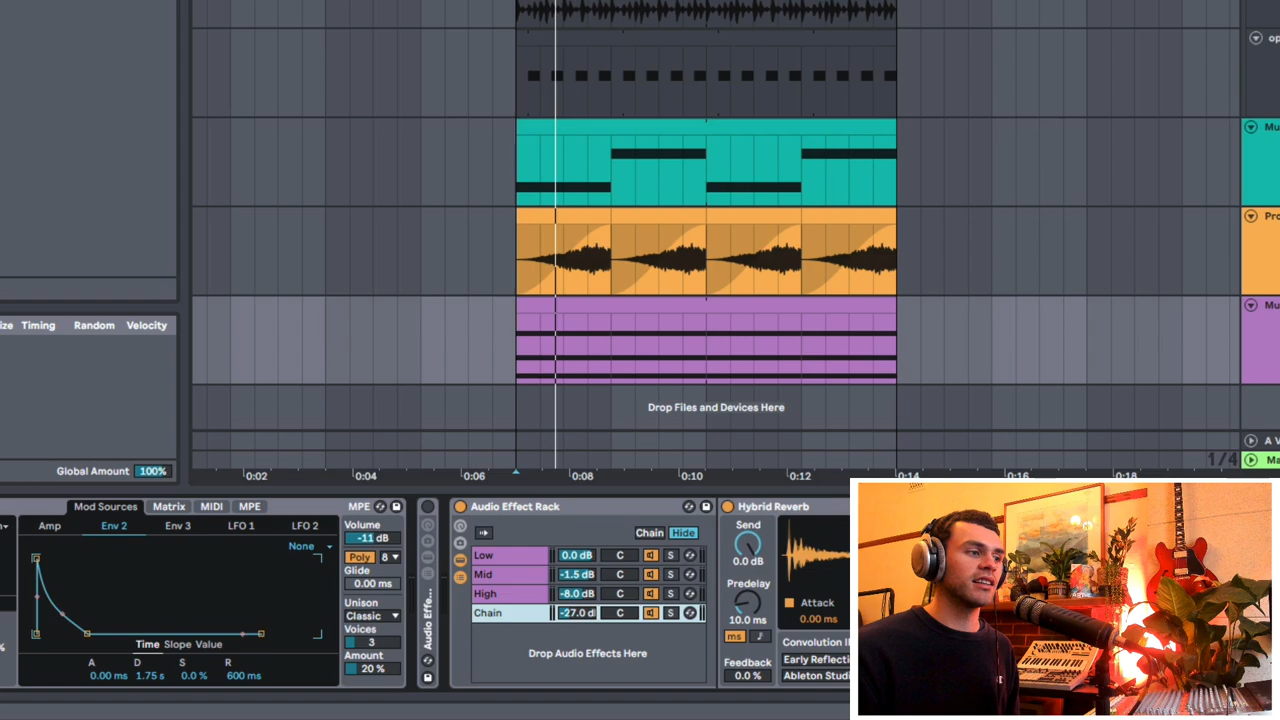 op
Mu
Pro
Mu
ize Timing Random Velocity
Drop Files and Devices Here
A
1/4
Ma
Global Amount 100%
0:02 0:04 0:06 0:08 0:10 0:12 0:14 0:16 0:18
Mod Sources Matrix MIDI MPE
MPE
Amp Env 2 Env 3 LFO 1 LFO 2
None
Time Slope Value
A D S R
0.00 ms 1.75 s 0.0 % 600 ms
%
Volume
-11 dB
Poly 8
Glide
0.00 ms
Unison
Classic
Voices
3
Amount
20 %
Audio Effe...
Audio Effect Rack
Chain Hide
Low 0.0 dB C S
Mid -1.5 dB C S
High -8.0 dB C S
Chain -27.0 d C S
Drop Audio Effects Here
Hybrid Reverb
Send
0.0 dB
Predelay
10.0 ms
ms
Feedback
0.0 %
Attack
0.00 ms
Convolution I
Early Reflecti
Ableton Studi